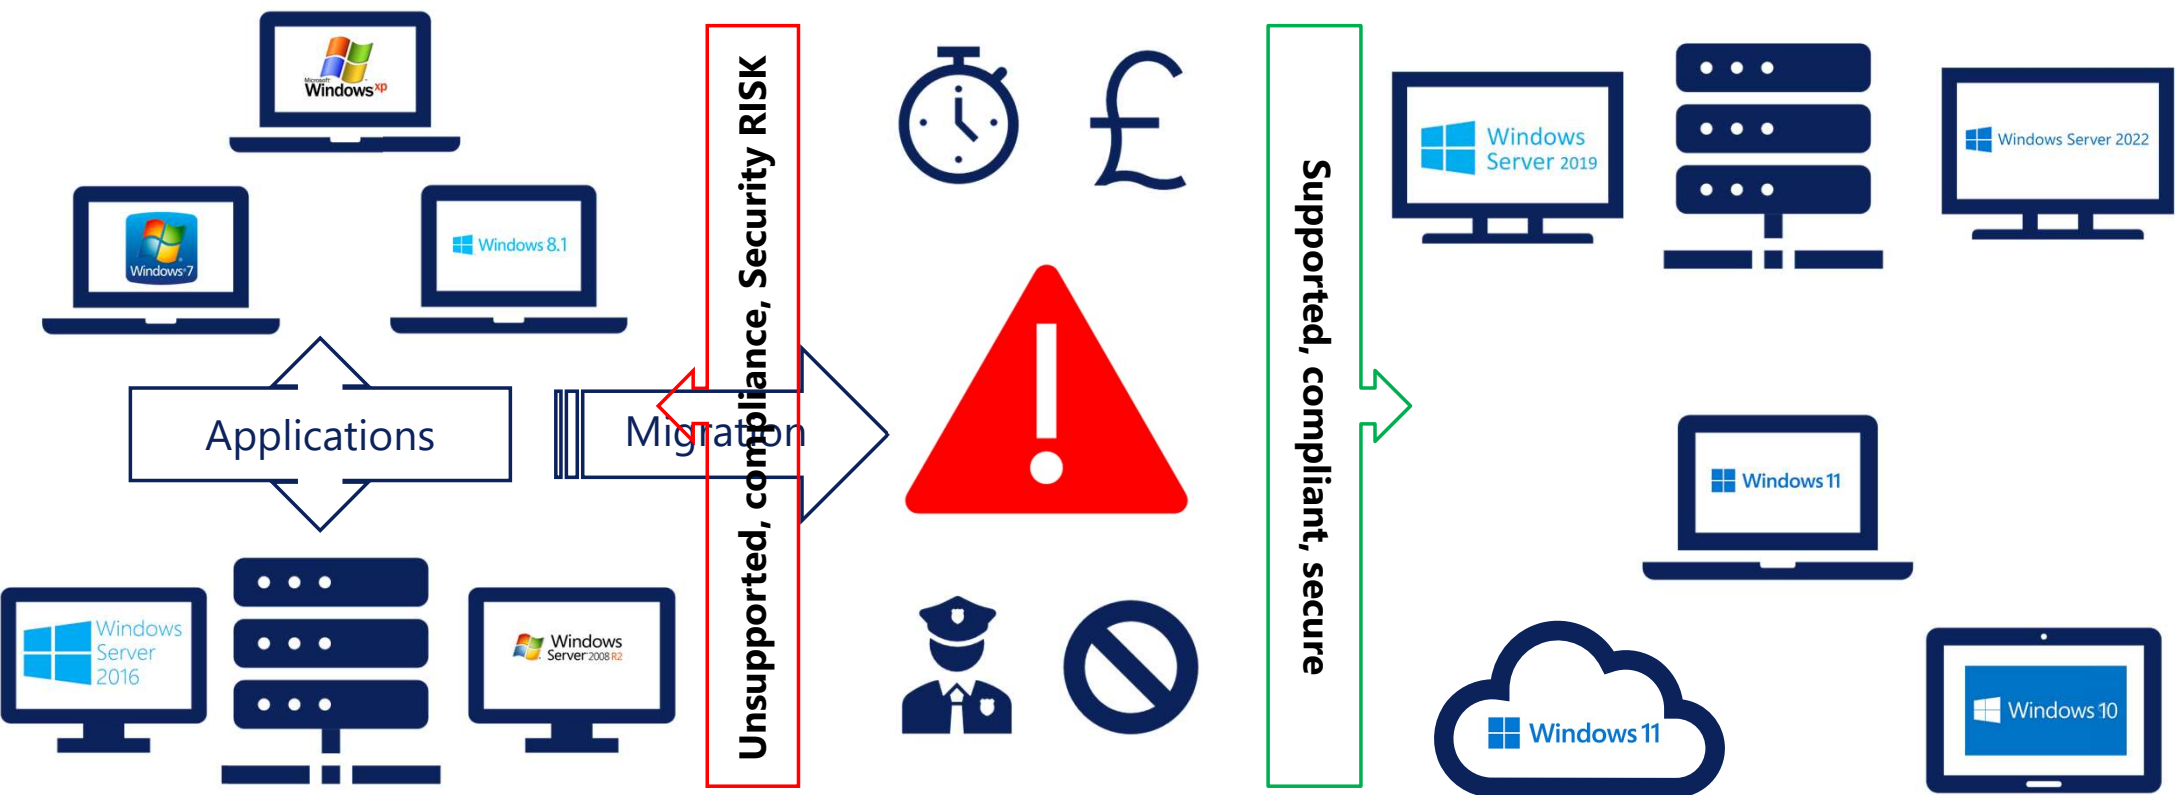 Microsoft
Windows xp
Windows 7
Windows 8.1
Applications
Migration
Windows
Server
2016
Windows
Server 2008 R2
Unsupported, compliance, Security RISK
£
Supported, compliant, secure
Windows
Server 2019
Windows Server 2022
Windows 11
Windows 11
Windows 10